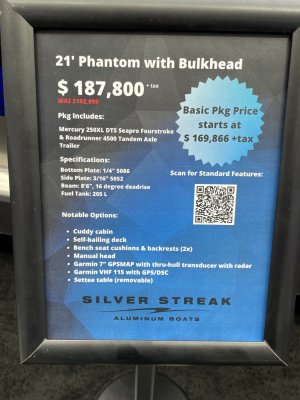 21' Phantom with Bulkhead
$ 187,800 + tax
WAS $192,999
Basic Pkg Price
starts at
$ 169,866 +tax
Pkg Includes:
Mercury 250XL DTS Seapro Fourstroke
& Roadrunner 4500 Tandem Axle
Trailer
Specifications:
Bottom Plate: 1/4" 5086
Side Plate: 3/16" 5052
Beam: 8'6", 16 degree deadrise
Fuel Tank: 205 L
Scan for Standard Features:
Notable Options:
• Cuddy cabin
• Self-bailing deck
• Bench seat cushions & backrests (2x)
• Manual head
• Garmin 7" GPSMAP with thru-hull transducer with radar
• Garmin VHF 115 with GPS/DSC
• Settee table (removable)
SILVER STREAK
ALUMINUM BOATS